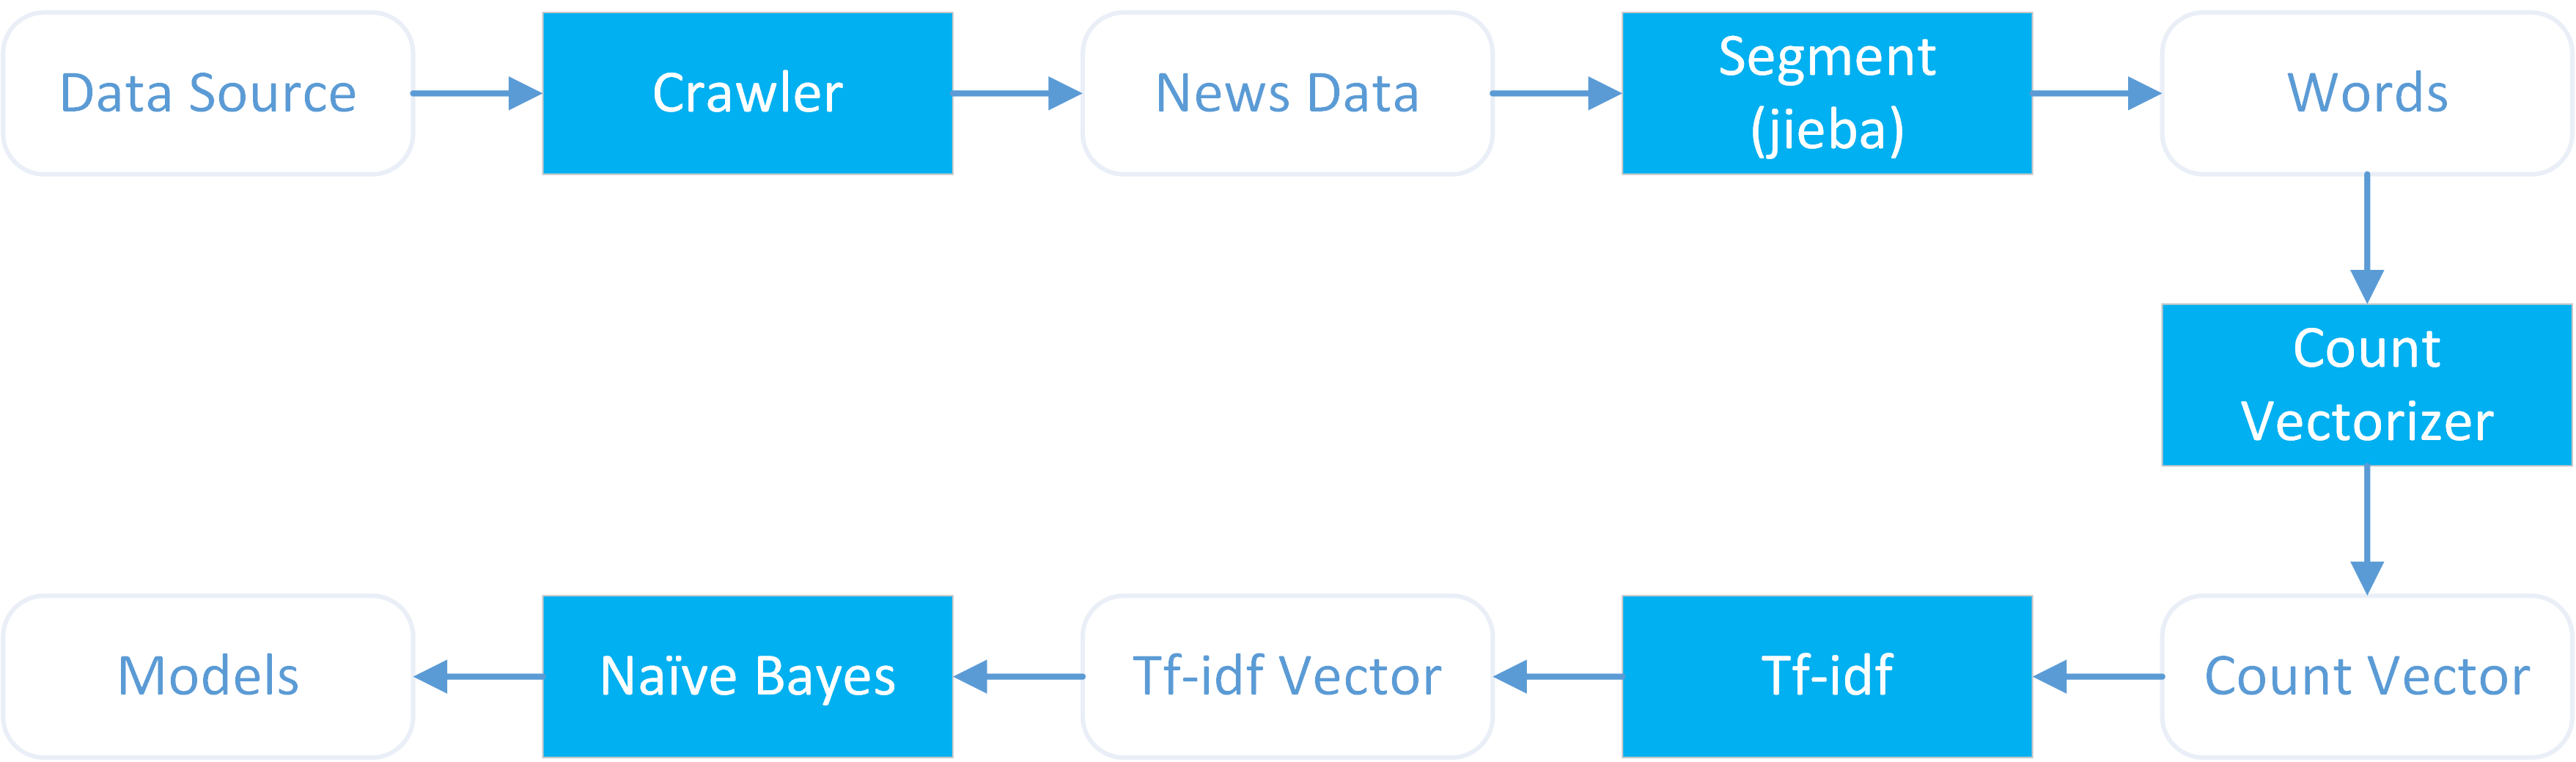 Data Source
Crawler
News Data
Segment
(jieba)
Words
Count
Vectorizer
Models
Naïve Bayes
Tf-idf Vector
Tf-idf
Count Vector